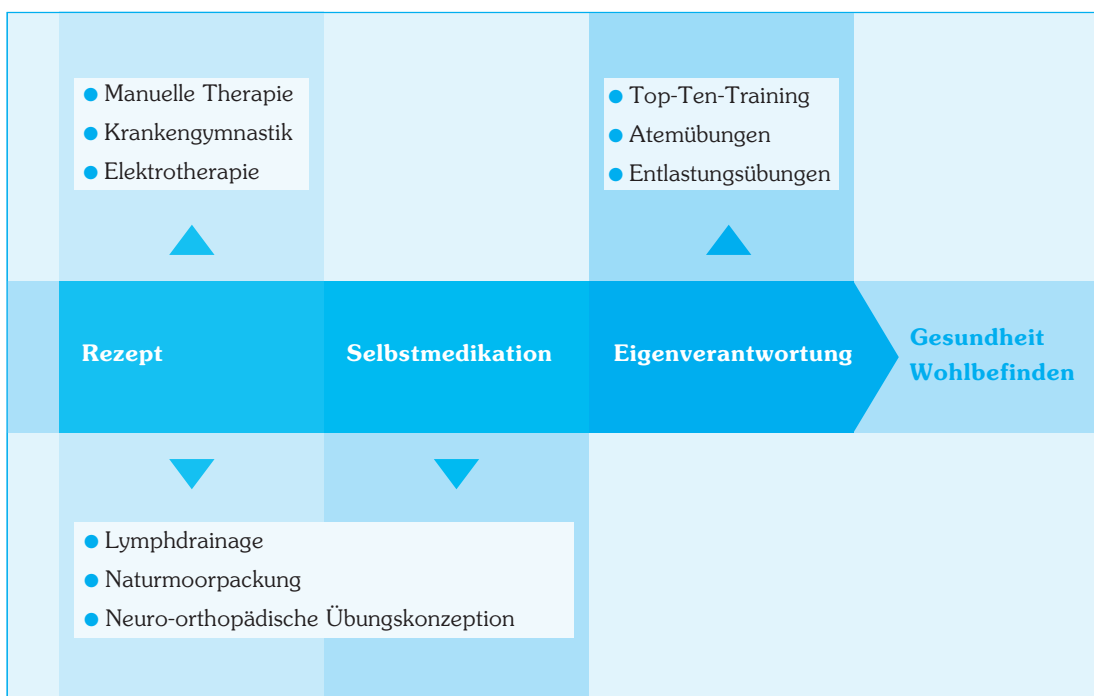 Manuelle Therapie
Krankengymnastik
Elektrotherapie
Top-Ten-Training
Atemübungen
Entlastungsübungen
Rezept
Selbstmedikation
Eigenverantwortung
Gesundheit
Wohlbefinden
Lymphdrainage
Naturmoorpackung
Neuro-orthopädische Übungskonzeption